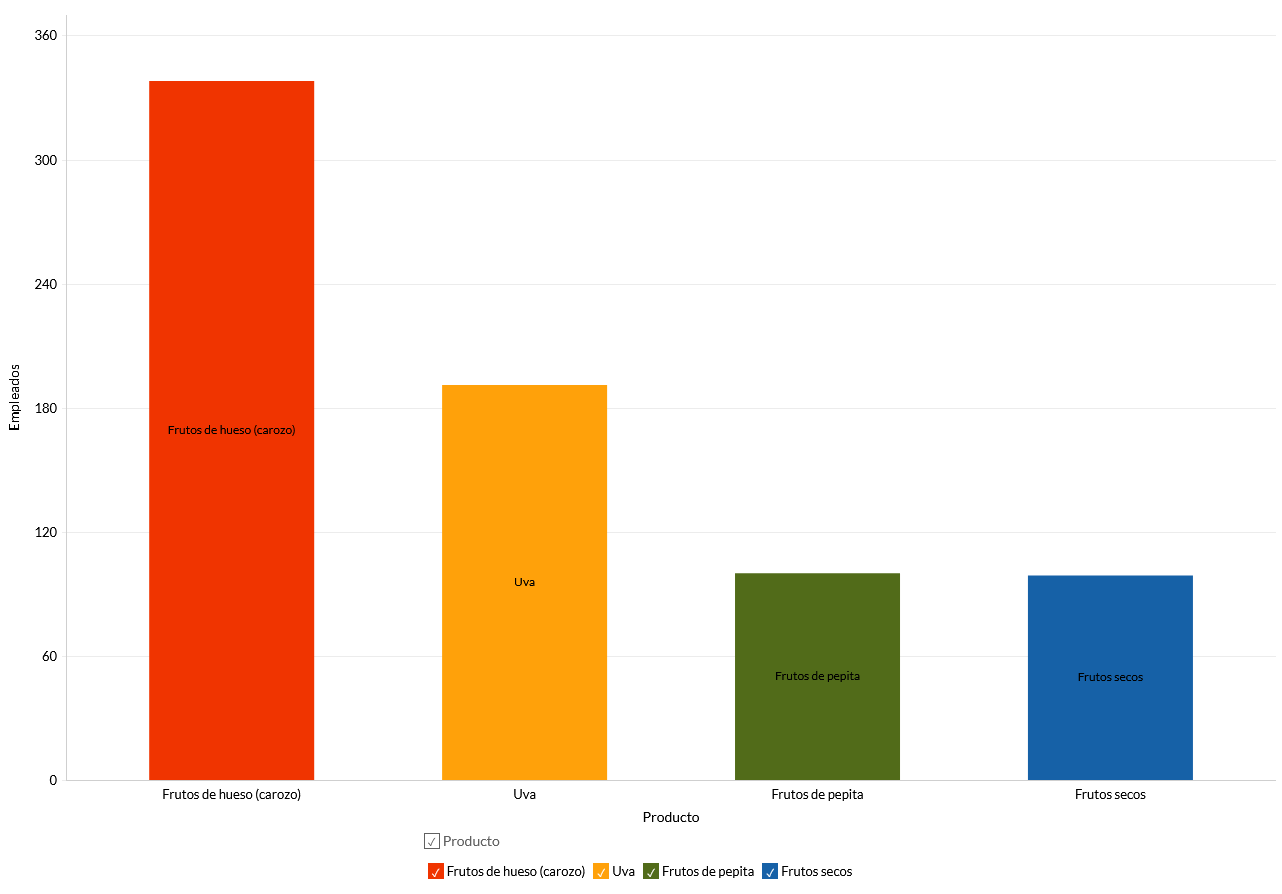 360
300
240
180
120
60
0
Empleados
Frutos de hueso (carozo)
Uva
Frutos de pepita
Frutos secos
Frutos de hueso (carozo) Uva Frutos de pepita Frutos secos
Producto
Producto
Frutos de hueso (carozo) Uva Frutos de pepita Frutos secos